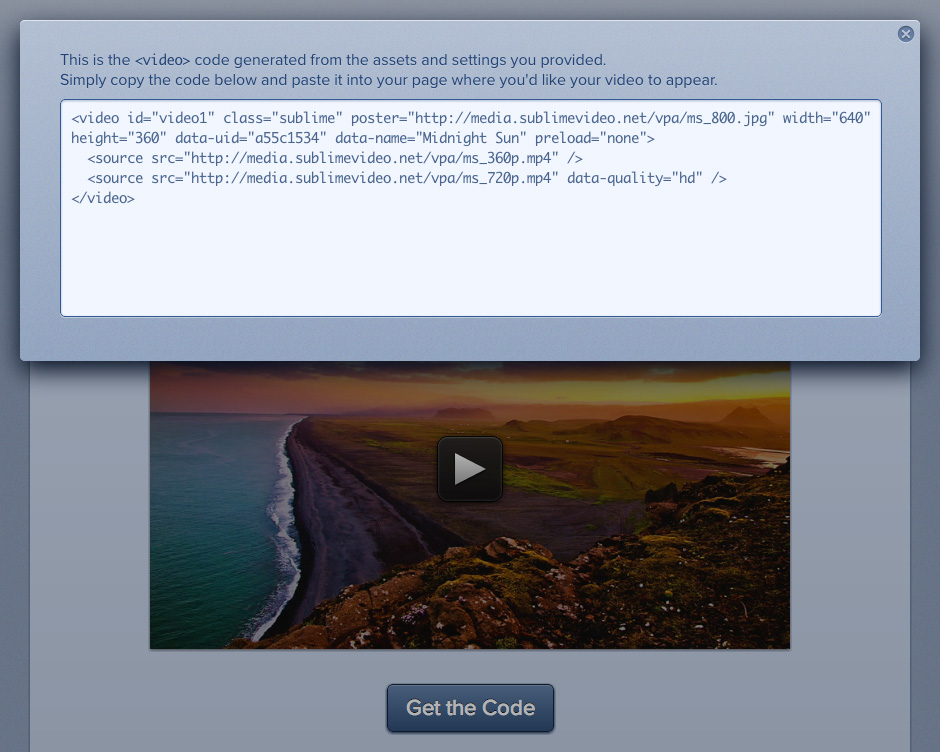 This is the <video> code generated from the assets and settings you provided.
Simply copy the code below and paste it into your page where you'd like your video to appear.
<video id="video1" class="sublime" poster="http://media.sublimevideo.net/vpa/ms_800.jpg" width="640"
height="360" data-uid="a55c1534" data-name="Midnight Sun" preload="none">
  <source src="http://media.sublimevideo.net/vpa/ms_360p.mp4" />
  <source src="http://media.sublimevideo.net/vpa/ms_720p.mp4" data-quality="hd" />
</video>
Get the Code